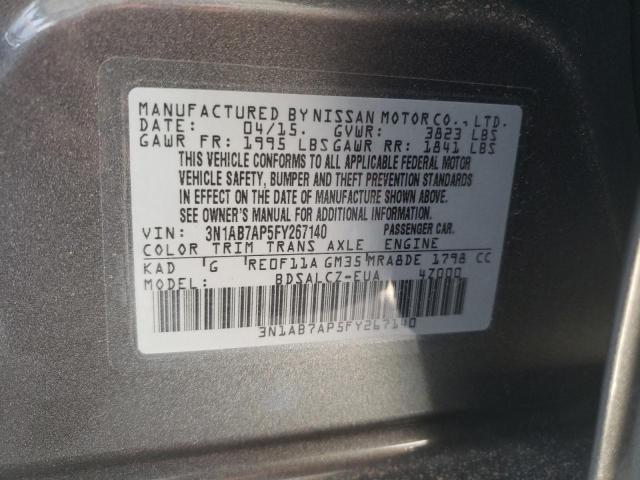 MANUFACTURED BY NISSAN MOTOR CO., LTD.
DATE: 04/15. GVWR: 3823 LBS
GAWR FR: 1995 LBS GAWR RR: 1841 LBS
THIS VEHICLE CONFORMS TO ALL APPLICABLE FEDERAL MOTOR
VEHICLE SAFETY, BUMPER AND THEFT PREVENTION STANDARDS
IN EFFECT ON THE DATE OF MANUFACTURE SHOWN ABOVE.
SEE OWNER'S MANUAL FOR ADDITIONAL INFORMATION.
VIN: 3N1AB7AP5FY267140 PASSENGER CAR.
COLOR TRIM TRANS AXLE ENGINE
KAD G RE0F11A GM35 MRA8DE 1798 CC
MODEL: BDSALCZ-EUA 4Z000
3N1AB7AP5FY267140